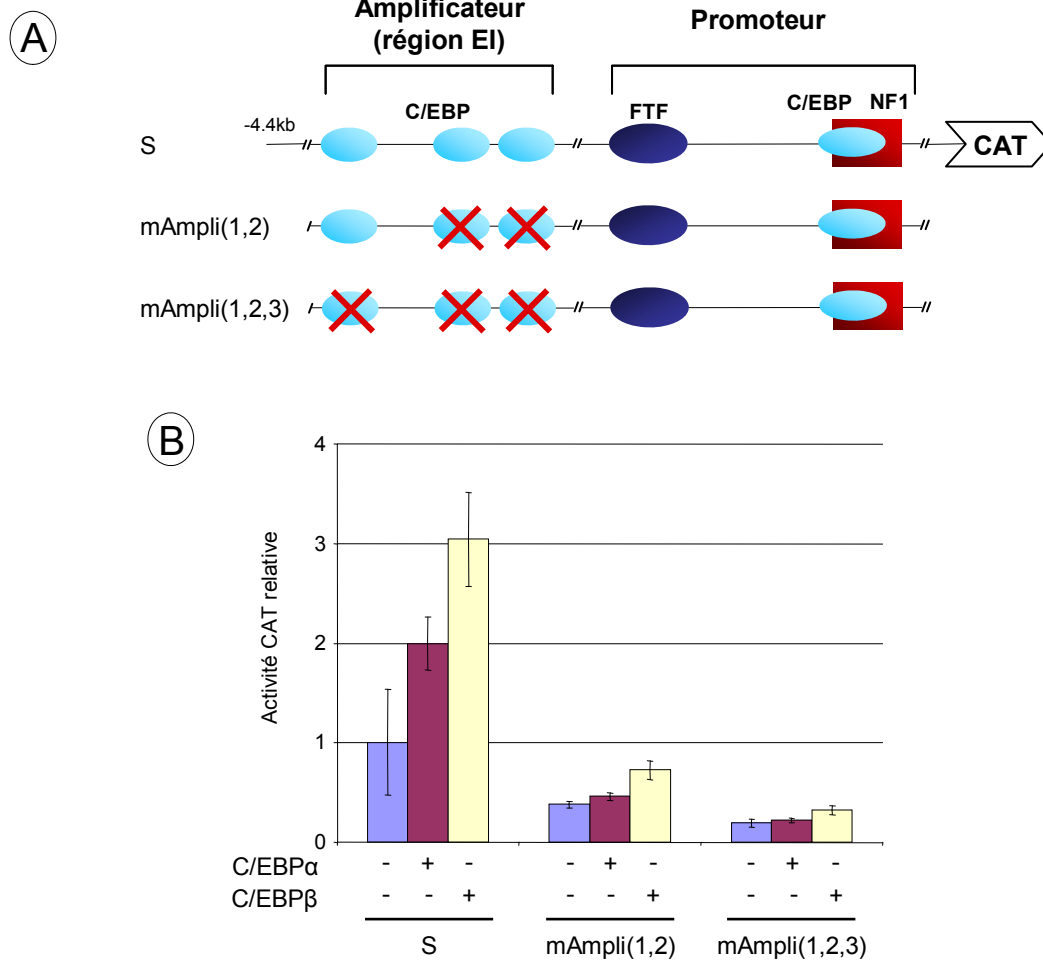 A
Amplificateur
(région EI)
Promoteur
C/EBP
FTF
C/EBP NF1
-4.4kb
S
CAT
mAmpli(1,2)
mAmpli(1,2,3)
B
Activité CAT relative
4
3
2
1
0
C/EBPα - + - - + - - + -
C/EBPβ - - + - - + - - +
S mAmpli(1,2) mAmpli(1,2,3)